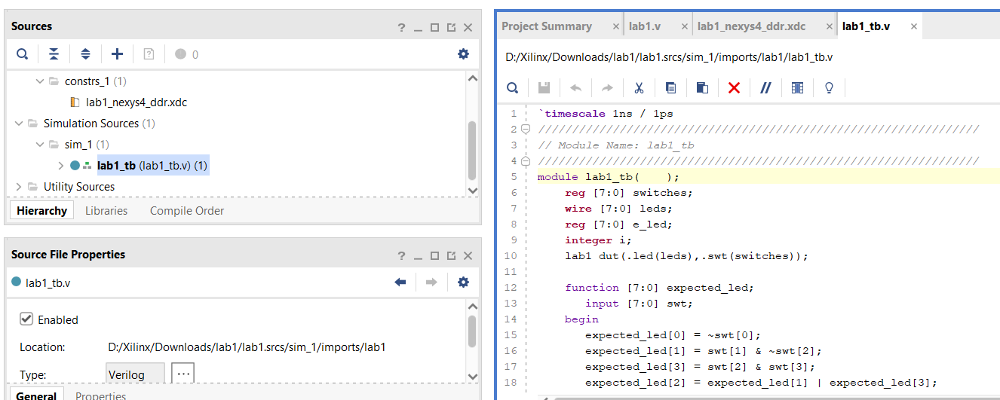 Sources
? _
0
constrs_1 (1)
lab1_nexys4_ddr.xdc
Simulation Sources (1)
sim_1 (1)
lab1_tb (lab1_tb.v) (1)
Utility Sources
Hierarchy Libraries Compile Order
Source File Properties
? _
lab1_tb.v
Enabled
Location: D:/Xilinx/Downloads/lab1/lab1.srcs/sim_1/imports/lab1
Type: Verilog ...
General Properties
Project Summary × lab1.v × lab1_nexys4_ddr.xdc × lab1_tb.v ×
D:/Xilinx/Downloads/lab1/lab1.srcs/sim_1/imports/lab1/lab1_tb.v
1 `timescale 1ns / 1ps
2 /////////////////////////////////////////////////////////////////
3 // Module Name: lab1_tb
4 /////////////////////////////////////////////////////////////////
5 module lab1_tb(    );
6 reg [7:0] switches;
7 wire [7:0] leds;
8 reg [7:0] e_led;
9 integer i;
10 lab1 dut(.led(leds),.swt(switches));
11
12 function [7:0] expected_led;
13 input [7:0] swt;
14 begin
15 expected_led[0] = ~swt[0];
16 expected_led[1] = swt[1] & ~swt[2];
17 expected_led[3] = swt[2] & swt[3];
18 expected_led[2] = expected_led[1] | expected_led[3];